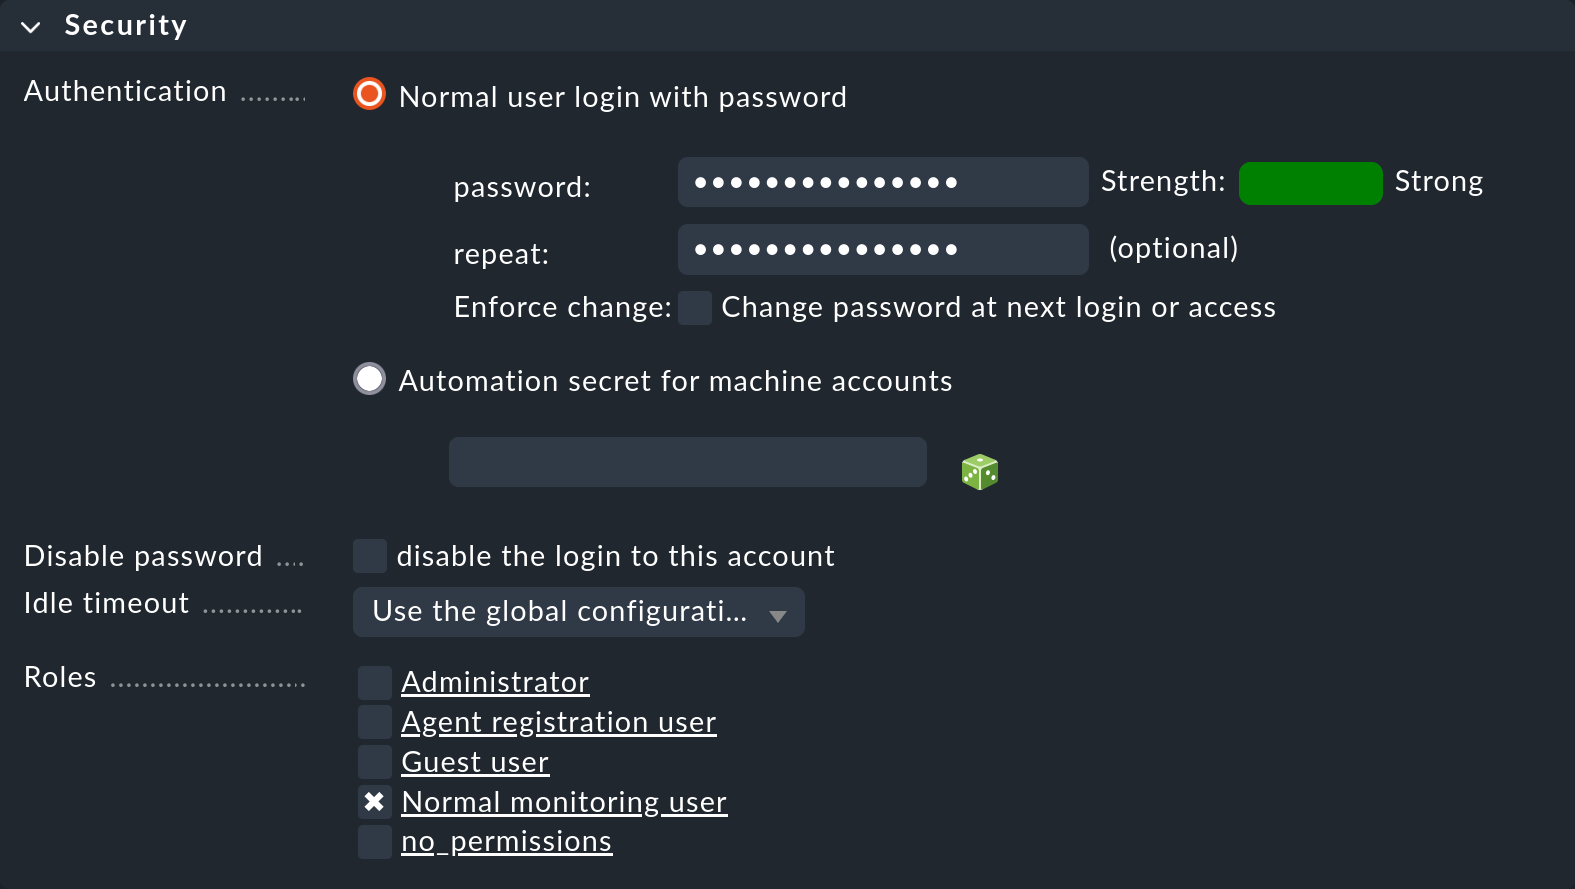 Security
Authentication ........ Normal user login with password
password: ●●●●●●●●●●●●●●● Strength: Strong
repeat: ●●●●●●●●●●●●●●● (optional)
Enforce change: Change password at next login or access
Automation secret for machine accounts
Disable password .... disable the login to this account
Idle timeout ............. Use the global configurati...
Roles ......................... Administrator
Agent registration user
Guest user
Normal monitoring user
no_permissions